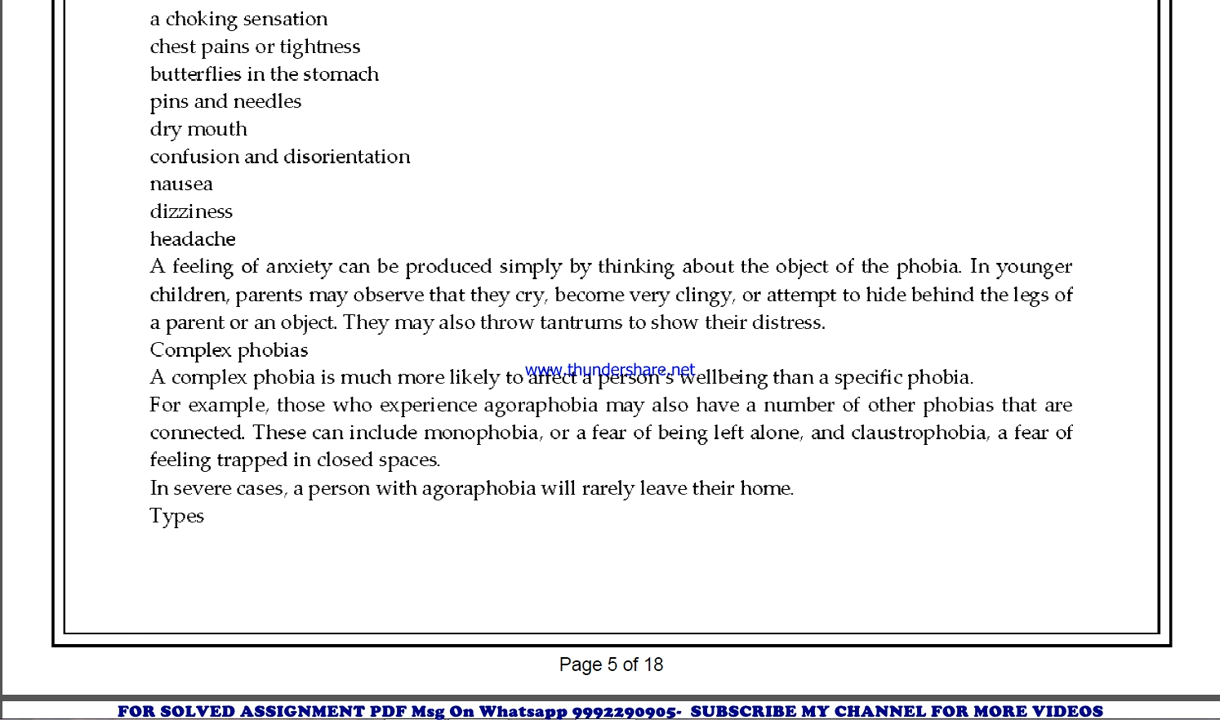 a choking sensation
chest pains or tightness
butterflies in the stomach
pins and needles
dry mouth
confusion and disorientation
nausea
dizziness
headache
A feeling of anxiety can be produced simply by thinking about the object of the phobia. In younger
children, parents may observe that they cry, become very clingy, or attempt to hide behind the legs of
a parent or an object. They may also throw tantrums to show their distress.
Complex phobias
www.thundershare.net
A complex phobia is much more likely to affect a person's wellbeing than a specific phobia.
For example, those who experience agoraphobia may also have a number of other phobias that are
connected. These can include monophobia, or a fear of being left alone, and claustrophobia, a fear of
feeling trapped in closed spaces.
In severe cases, a person with agoraphobia will rarely leave their home.
Types
Page 5 of 18
FOR SOLVED ASSIGNMENT PDF Msg On Whatsapp 9992290905- SUBSCRIBE MY CHANNEL FOR MORE VIDEOS